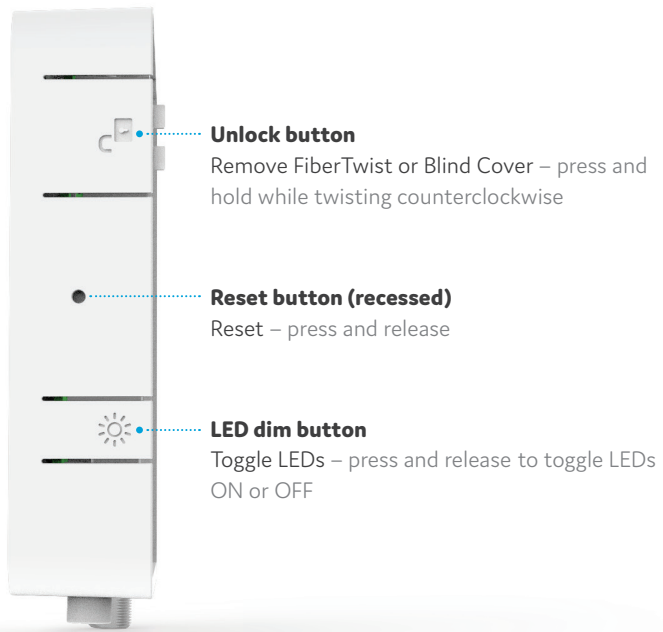 Unlock button
Remove FiberTwist or Blind Cover – press and
hold while twisting counterclockwise
Reset button (recessed)
Reset – press and release
LED dim button
Toggle LEDs – press and release to toggle LEDs
ON or OFF